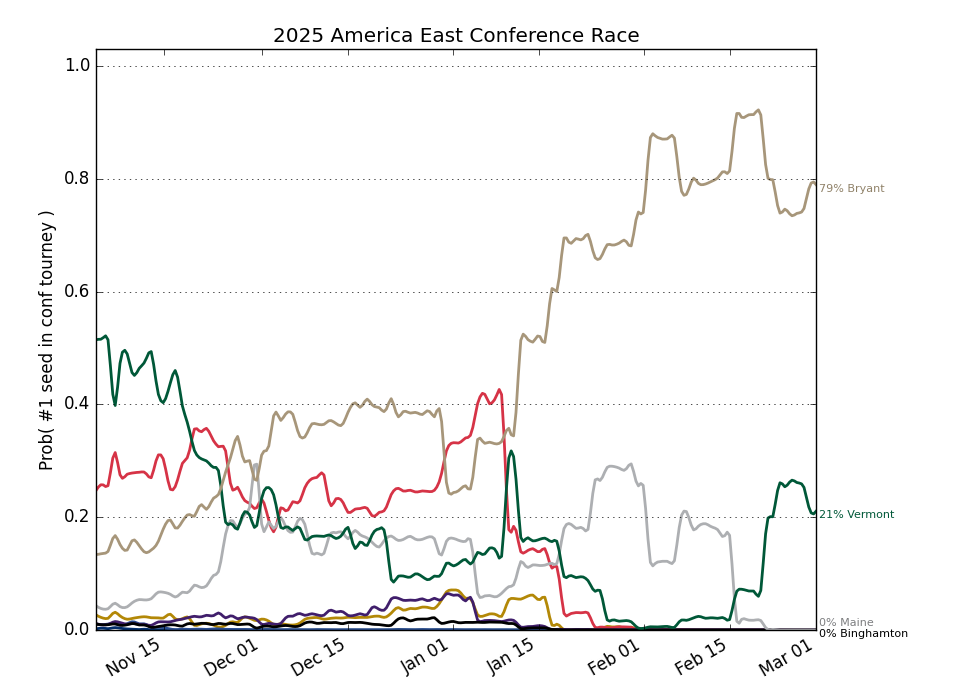 2025 America East Conference Race
Prob( #1 seed in conf tourney )
1.0
0.8
0.6
0.4
0.2
0.0
79% Bryant
21% Vermont
0% Maine
0% Binghamton
Nov 15
Dec 01
Dec 15
Jan 01
Jan 15
Feb 01
Feb 15
Mar 01